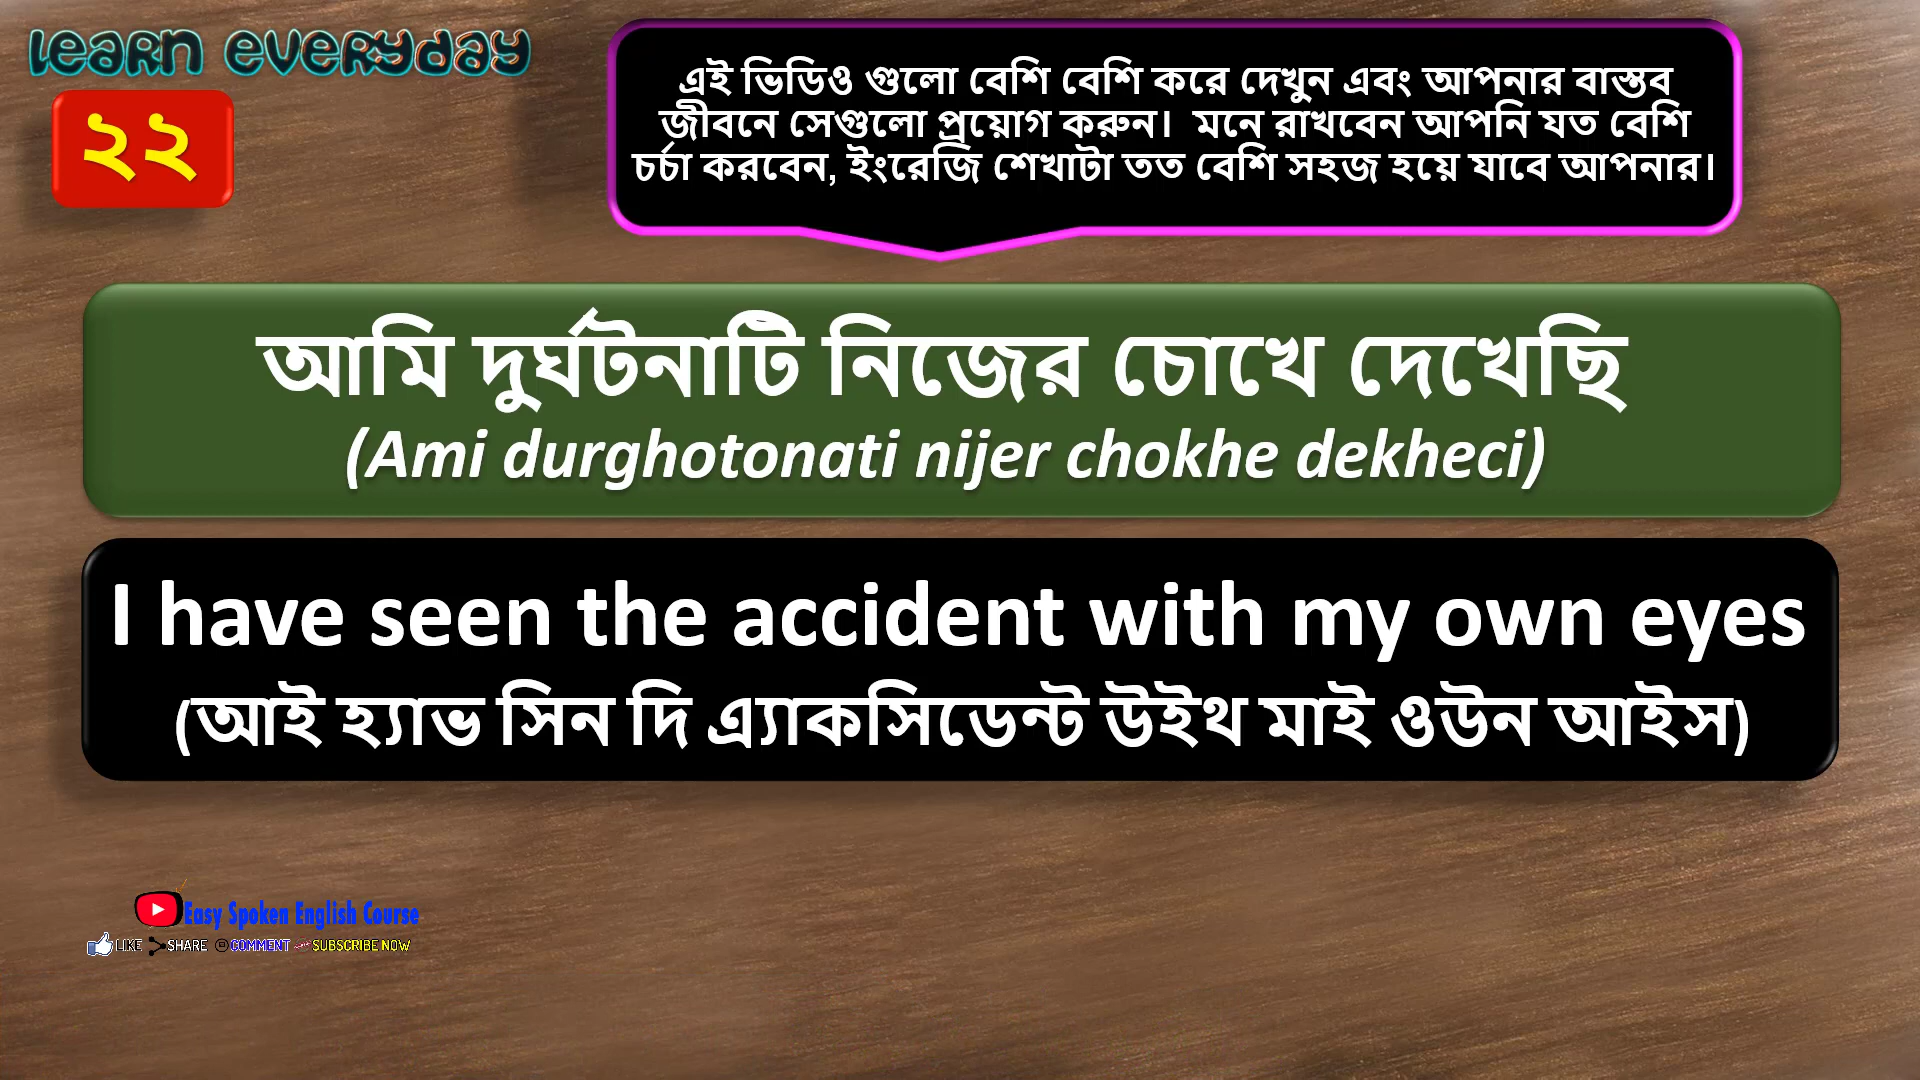 LEARN EVERYDAY
২২
এই ভিডিও গুলো বেশি বেশি করে দেখুন এবং আপনার বাস্তব
জীবনে সেগুলো প্রয়োগ করুন। মনে রাখবেন আপনি যত বেশি
চর্চা করবেন, ইংরেজি শেখাটা তত বেশি সহজ হয়ে যাবে আপনার।
আমি দুর্ঘটনাটি নিজের চোখে দেখেছি
(Ami durghotonati nijer chokhe dekheci)
I have seen the accident with my own eyes
(আই হ্যাভ সিন দি এ্যাকসিডেন্ট উইথ মাই ওউন আইস)
Easy Spoken English Course
LIKE SHARE COMMENT SUBSCRIBE NOW